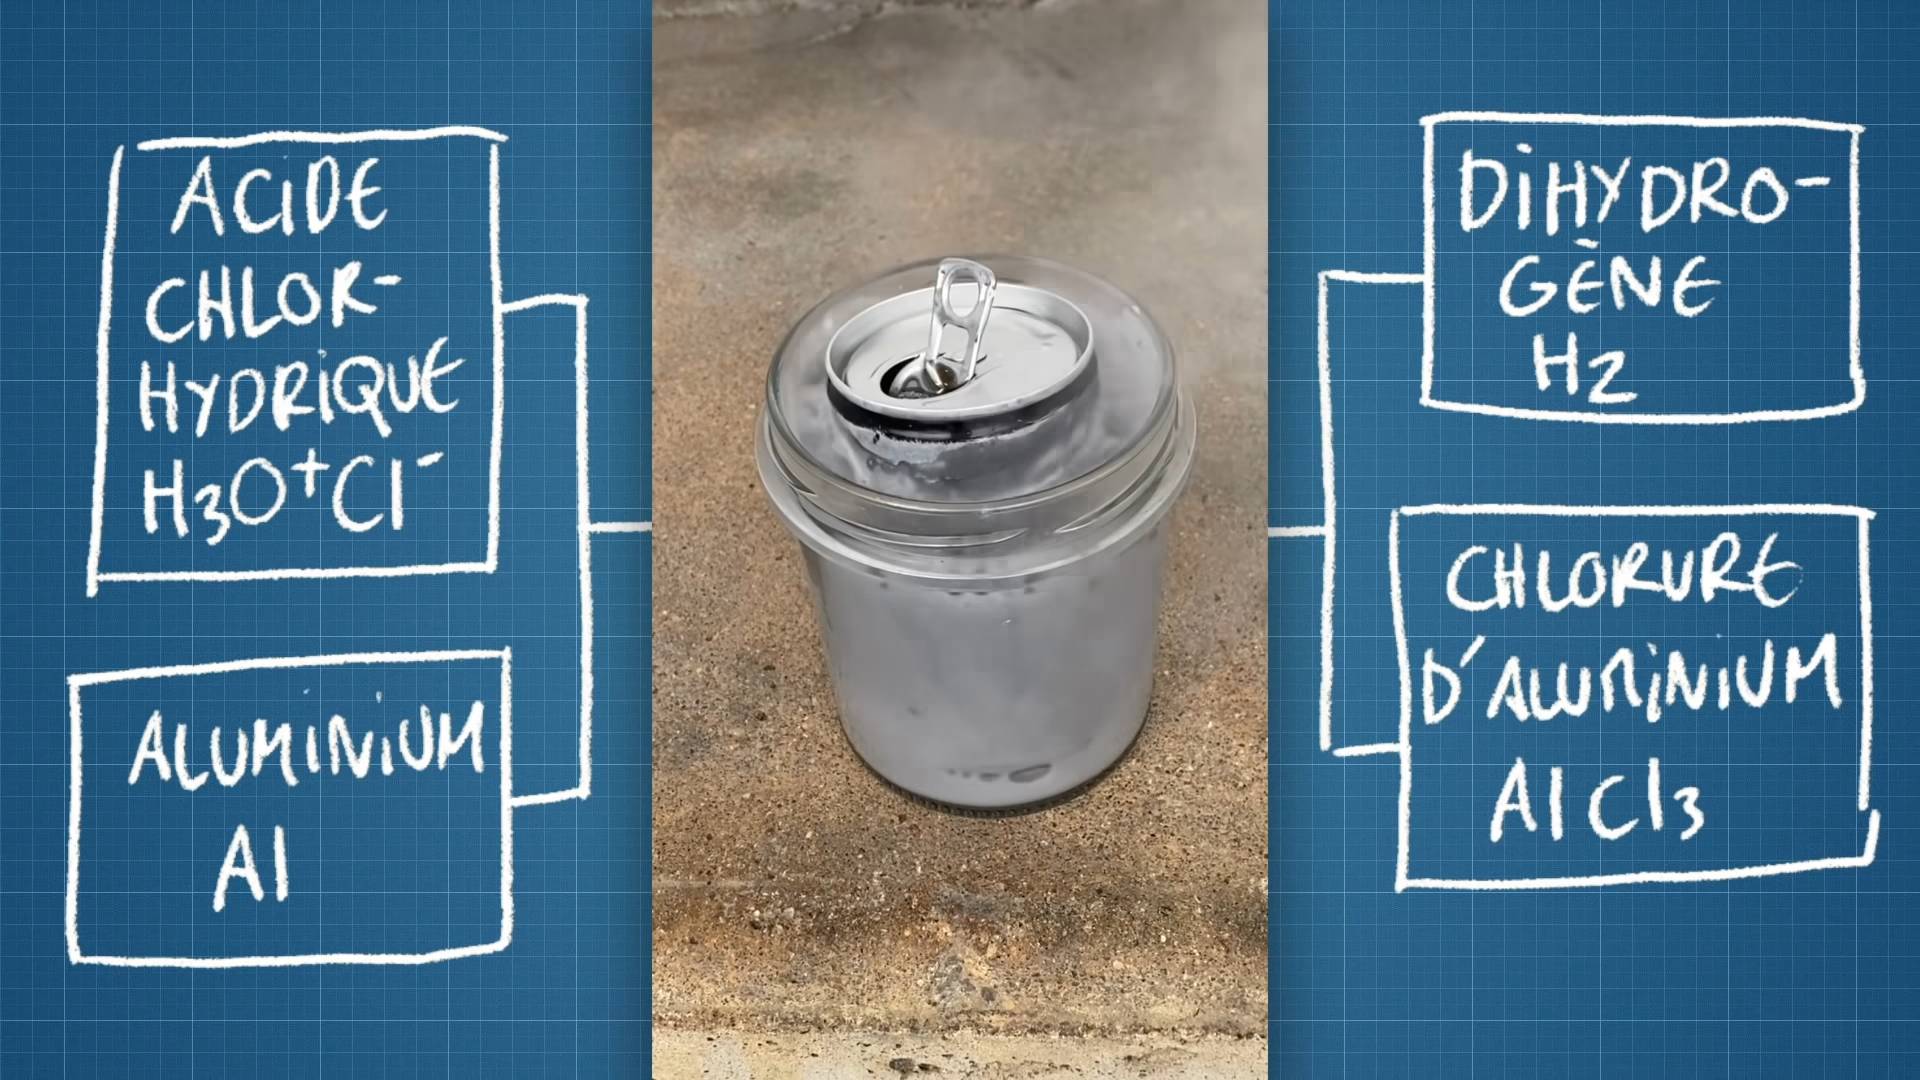 ACIDE
CHLOR-
HYDRIQUE
H3O+Cl-
ALUMINIUM
Al
DIHYDRO-
GÈNE
H2
CHLORURE
D'ALUMINIUM
AlCl3